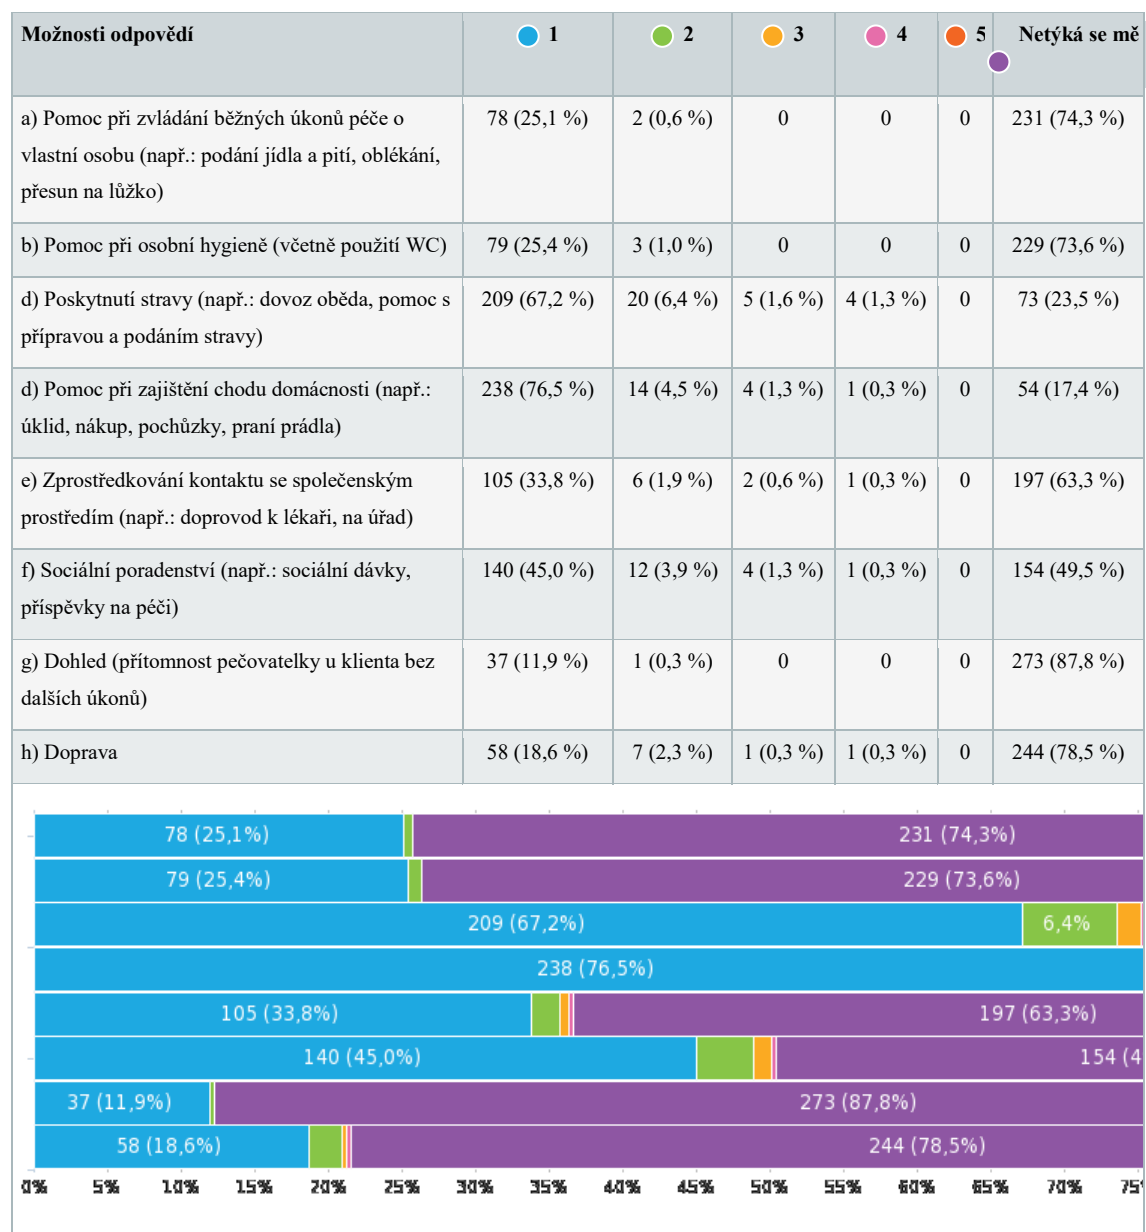 Možnosti odpovědí 1 2 3 4 5 Netýká se mě
a) Pomoc při zvládání běžných úkonů péče o 78 (25,1 %) 2 (0,6 %) 0 0 0 231 (74,3 %)
vlastní osobu (např.: podání jídla a pití, oblékání,
přesun na lůžko)
b) Pomoc při osobní hygieně (včetně použití WC) 79 (25,4 %) 3 (1,0 %) 0 0 0 229 (73,6 %)
d) Poskytnutí stravy (např.: dovoz oběda, pomoc s 209 (67,2 %) 20 (6,4 %) 5 (1,6 %) 4 (1,3 %) 0 73 (23,5 %)
přípravou a podáním stravy)
d) Pomoc při zajištění chodu domácnosti (např.: 238 (76,5 %) 14 (4,5 %) 4 (1,3 %) 1 (0,3 %) 0 54 (17,4 %)
úklid, nákup, pochůzky, praní prádla)
e) Zprostředkování kontaktu se společenským 105 (33,8 %) 6 (1,9 %) 2 (0,6 %) 1 (0,3 %) 0 197 (63,3 %)
prostředím (např.: doprovod k lékaři, na úřad)
f) Sociální poradenství (např.: sociální dávky, 140 (45,0 %) 12 (3,9 %) 4 (1,3 %) 1 (0,3 %) 0 154 (49,5 %)
příspěvky na péči)
g) Dohled (přítomnost pečovatelky u klienta bez 37 (11,9 %) 1 (0,3 %) 0 0 0 273 (87,8 %)
dalších úkonů)
h) Doprava 58 (18,6 %) 7 (2,3 %) 1 (0,3 %) 1 (0,3 %) 0 244 (78,5 %)
78 (25,1%) 231 (74,3%)
79 (25,4%) 229 (73,6%)
209 (67,2%) 6,4%
238 (76,5%)
105 (33,8%) 197 (63,3%)
140 (45,0%) 154 (4
37 (11,9%) 273 (87,8%)
58 (18,6%) 244 (78,5%)
0% 5% 10% 15% 20% 25% 30% 35% 40% 45% 50% 55% 60% 65% 70% 75